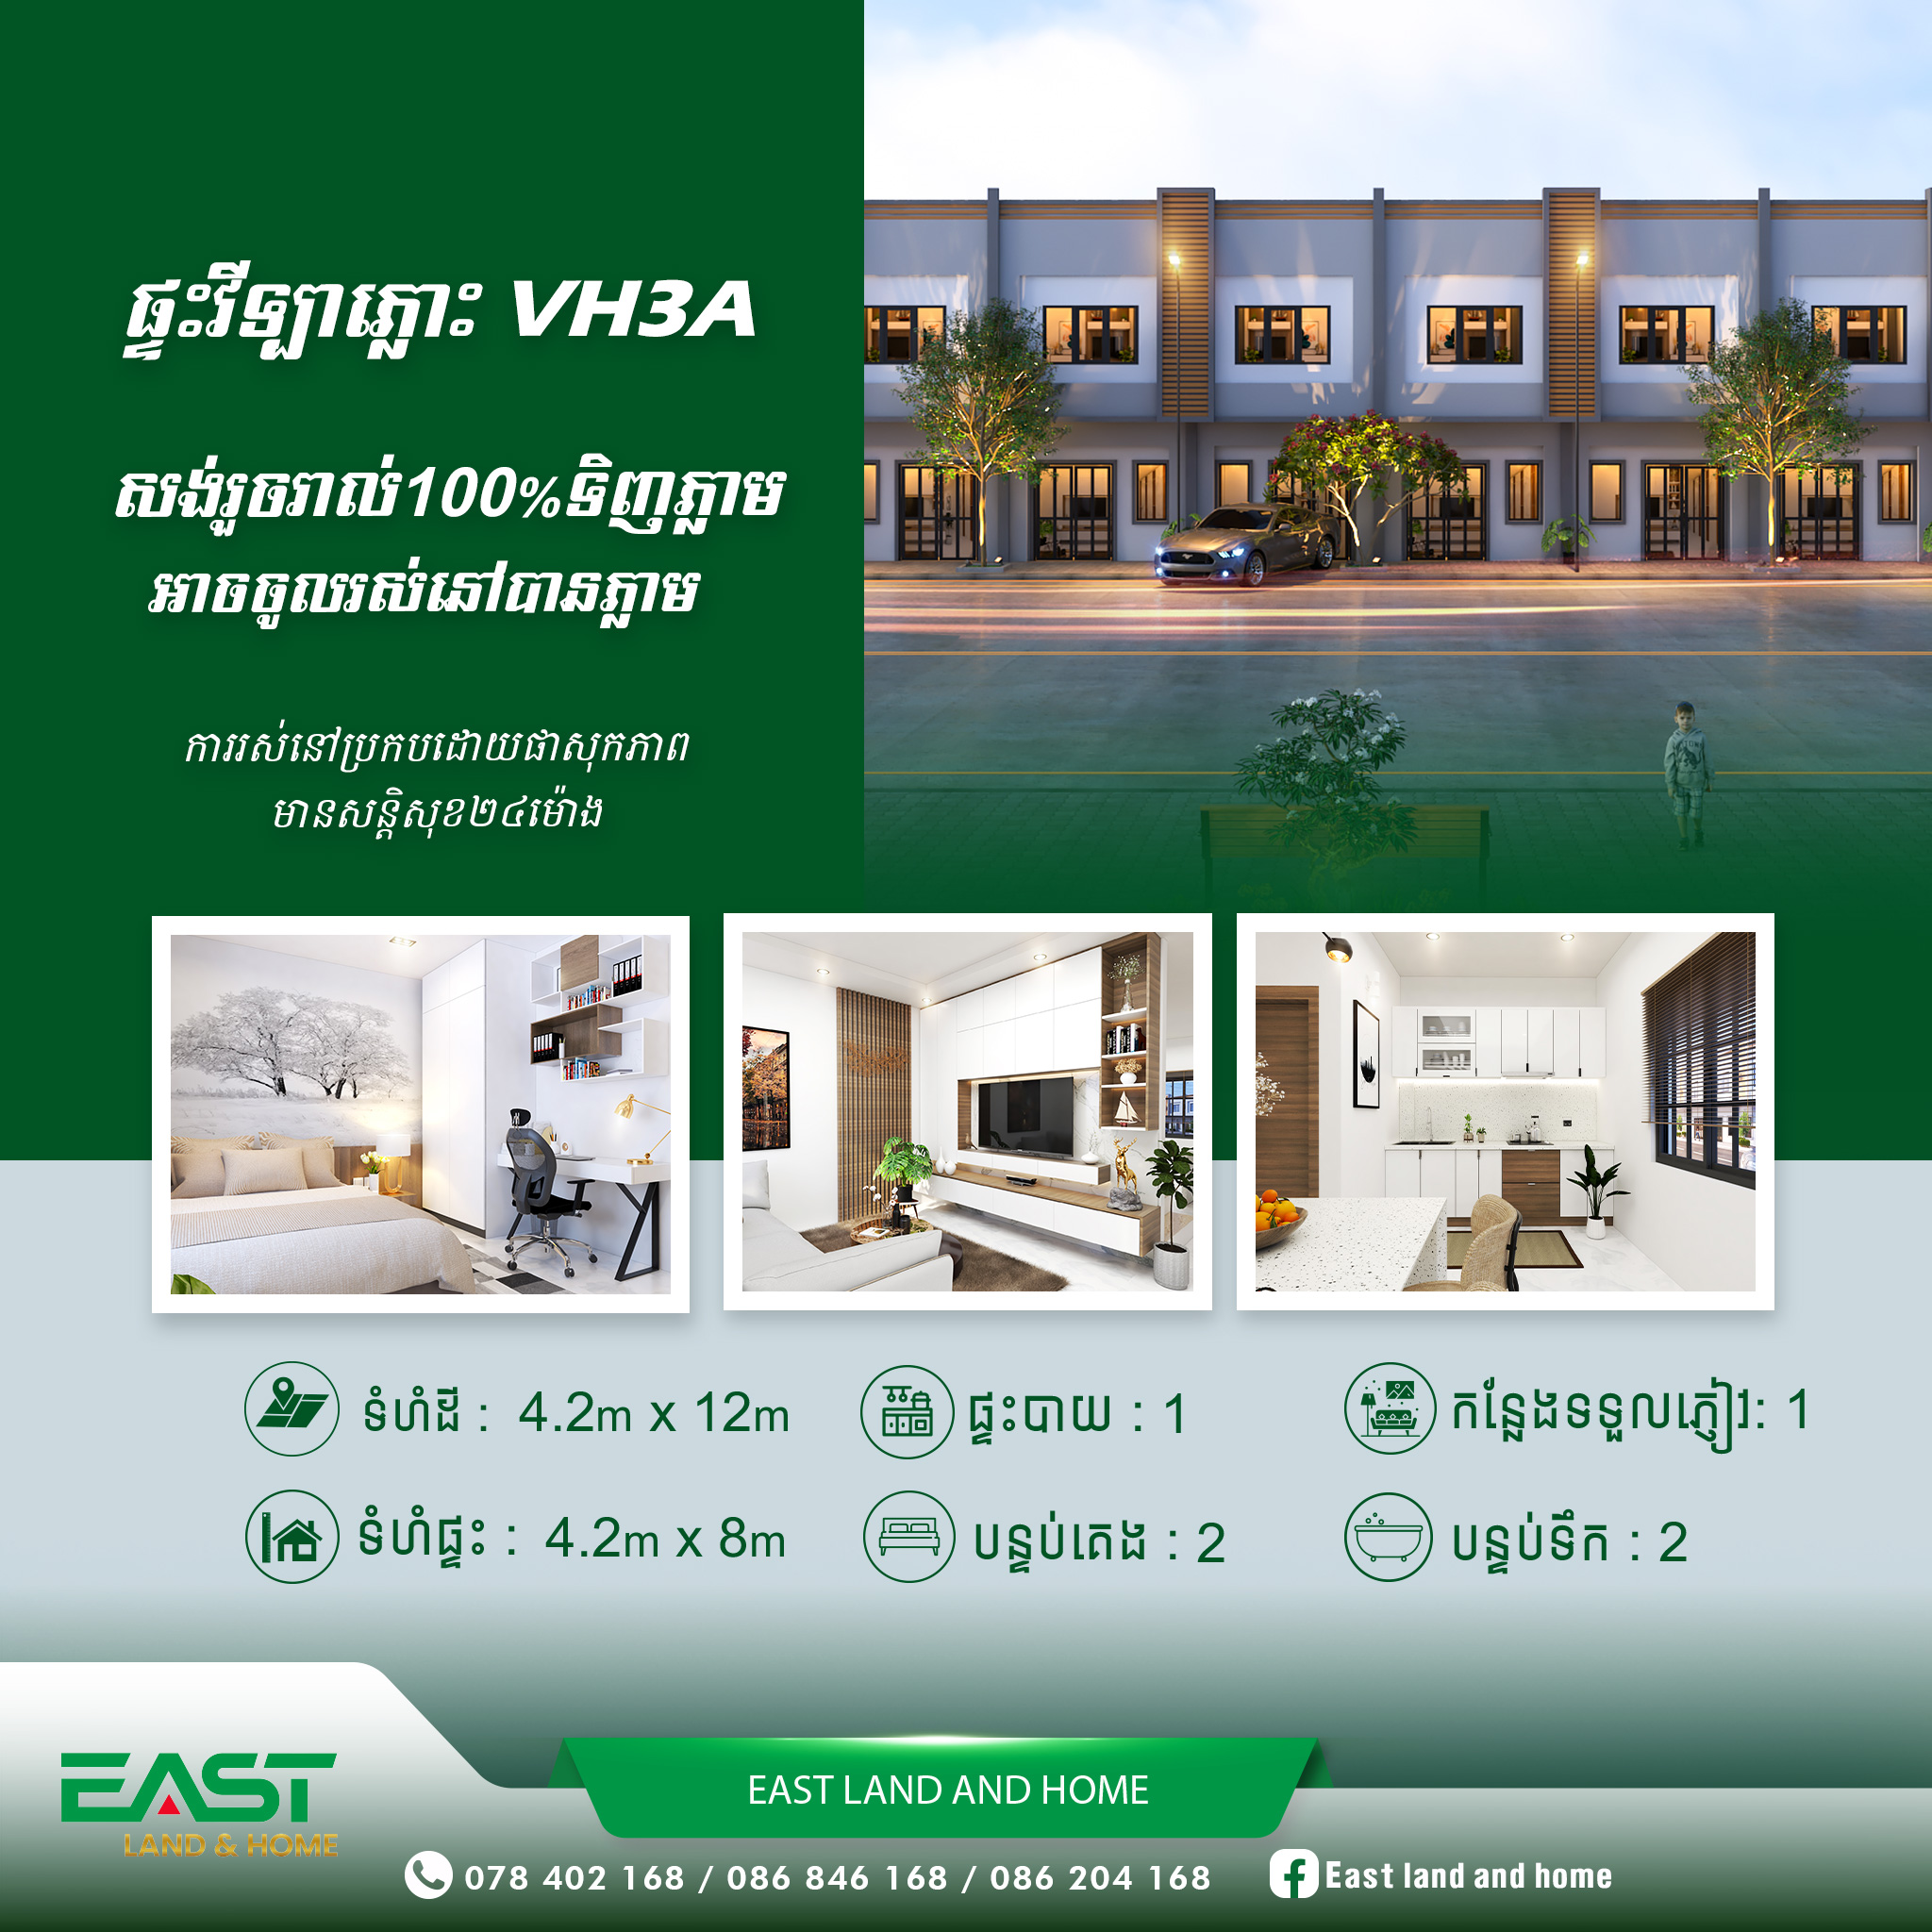 ផ្ទះវីឡាភ្លោះ VH3A
សង់រួចរាល់100%ទិញភ្លាម
អាចចូលរស់នៅបានភ្លាម
ការរស់នៅប្រកបដោយផាសុកភាព
មានសន្តិសុខ២៤ម៉ោង
ទំហំដី : 4.2m x 12m
ផ្ទះបាយ : 1
កន្លែងទទួលភ្ញៀវ: 1
ទំហំផ្ទះ : 4.2m x 8m
បន្ទប់គេង : 2
បន្ទប់ទឹក : 2
EAST
LAND & HOME
EAST LAND AND HOME
078 402 168 / 086 846 168 / 086 204 168
East land and home